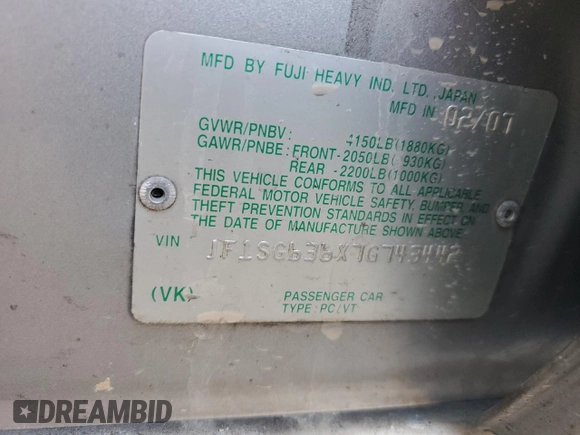 MFD BY FUJI HEAVY IND. LTD. JAPAN
MFD IN 02/07
GVWR/PNBV: 4150LB(1880KG)
GAWR/PNBE: FRONT-2050LB( 930KG)
REAR -2200LB(1000KG)
THIS VEHICLE CONFORMS TO ALL APPLICABLE
FEDERAL MOTOR VEHICLE SAFETY, BUMPER, AND
THEFT PREVENTION STANDARDS IN EFFECT ON
THE DATE OF MANUFACTURE SHOWN ABOVE.
VIN JF1SG636X7G743442
(VK)
PASSENGER CAR
TYPE: PC/VT
DREAMBID